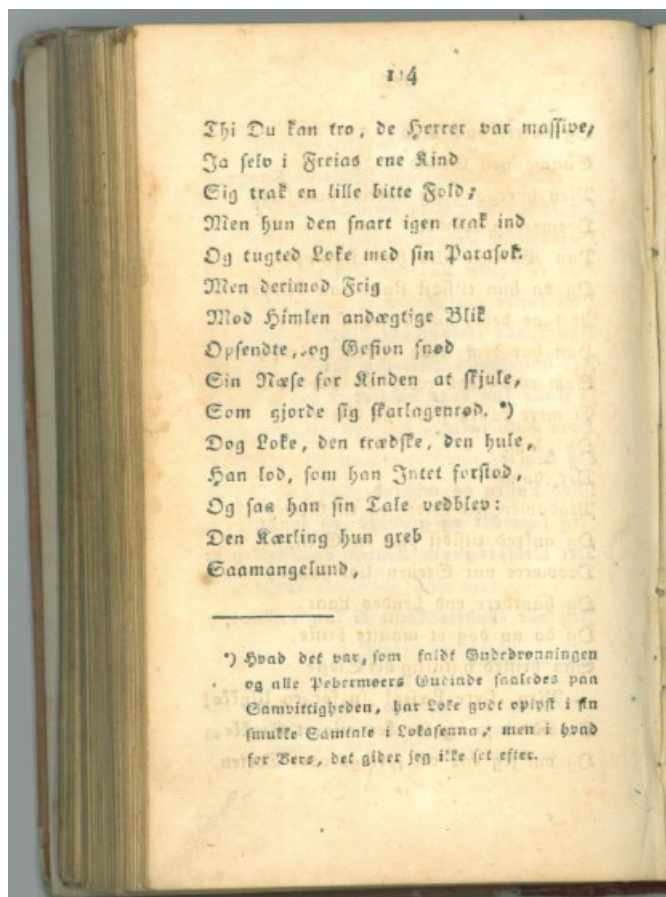 114
Thi Du kan tro, de Herrer var massive,
Ja selv i Freias ene Kind
Sig trak en lille bitte Fold;
Men hun den snart igen trak ind
Og tugted Loke med sin Parasol.
Men derimod Frig
Mod Himlen andægtige Blik
Opsendte, og Gefion snød
Sin Næse for Kinden at skjule,
Som gjorde sig skarlagenrød. *)
Dog Loke, den trædske, den hule,
Han lod, som han Intet forstod,
Og saa han sin Tale vedblev:
Den Kærling hun greb
Saamangelund,
*) Hvad det var, som faldt Gudedronningen
og alle Pebermøers Gudinde saaledes paa
Samvittigheden, har Loke godt oplyst i sin
smukke Samtale i Lokasenna, men i hvad
for Vers, det gider jeg ikke set efter.